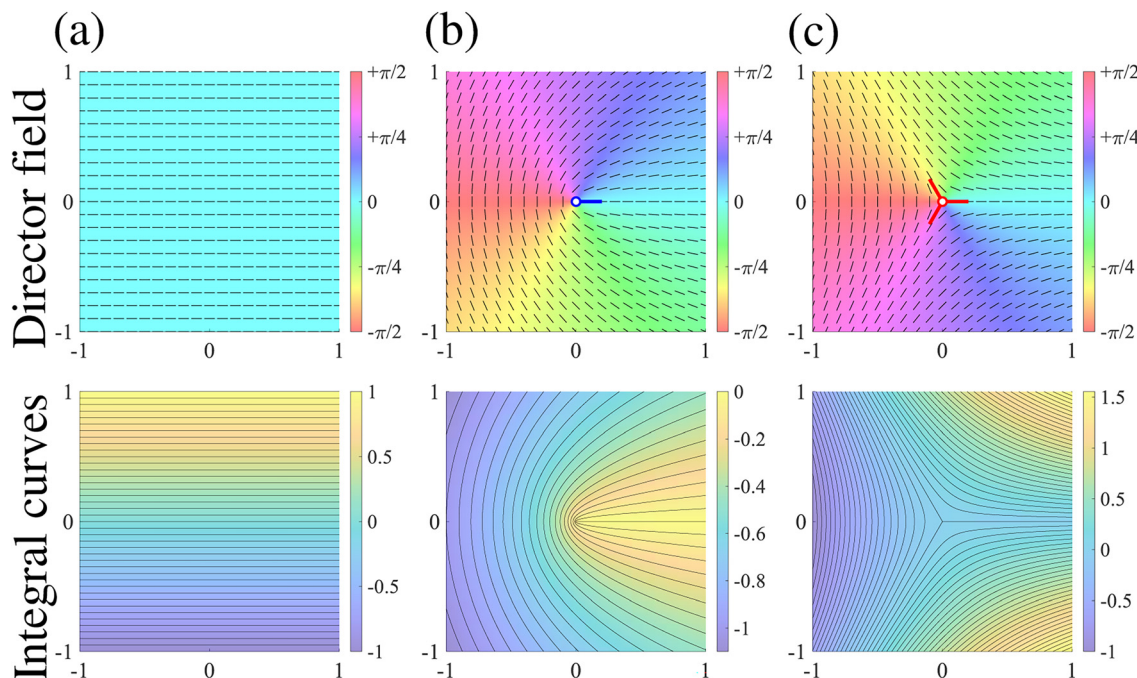 (a) (b) (c)
Director field
1 +π/2 1 +π/2 1 +π/2
+π/4 +π/4 +π/4
0 0 0 0 0 0
-π/4 -π/4 -π/4
-1 -π/2 -1 -π/2 -1 -π/2
-1 0 1 -1 0 1 -1 0 1
Integral curves
1 1 1 0 1 1.5
0.5 -0.2 1
0 0 0 -0.4 0 0.5
-0.6 0
-0.5 -0.8 -0.5
-1 -1 -1 -1 -1 -1
-1 0 1 -1 0 1 -1 0 1